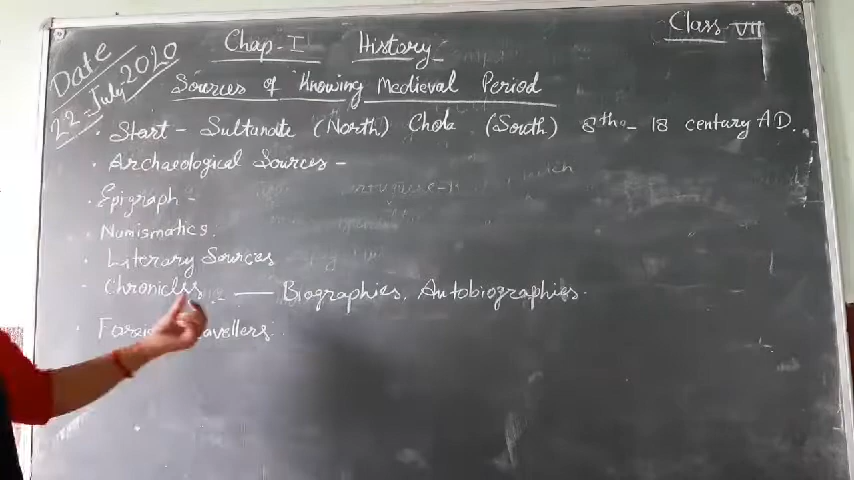 Date
22-July 2020
Chap-I History
Class VII
Sources of Knowing Medieval Period
• Start - Sultanate (North) Chola (South) 8th - 18 century AD.
• Archaeological Sources -
• Epigraph -
• Numismatics.
• Literary Sources
- Chronicles - — Biographies, Autobiographies.
• Travellers.